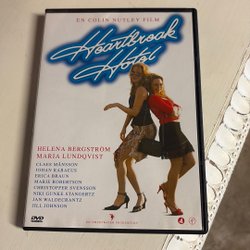 EN COLIN NUTLEY FILM
Heartbreak
Hotel
HELENA BERGSTRÖM
MARIA LUNDQVIST
CLAES MÅNSSON
JOHAN RABAEUS
ERICA BRAUN
MARIE ROBERTSON
CHRISTOPPER SVENSSON
NIKI GUNKE STANGERTZ
JAN WALDECRANTZ
JILL JOHNSON
DVD